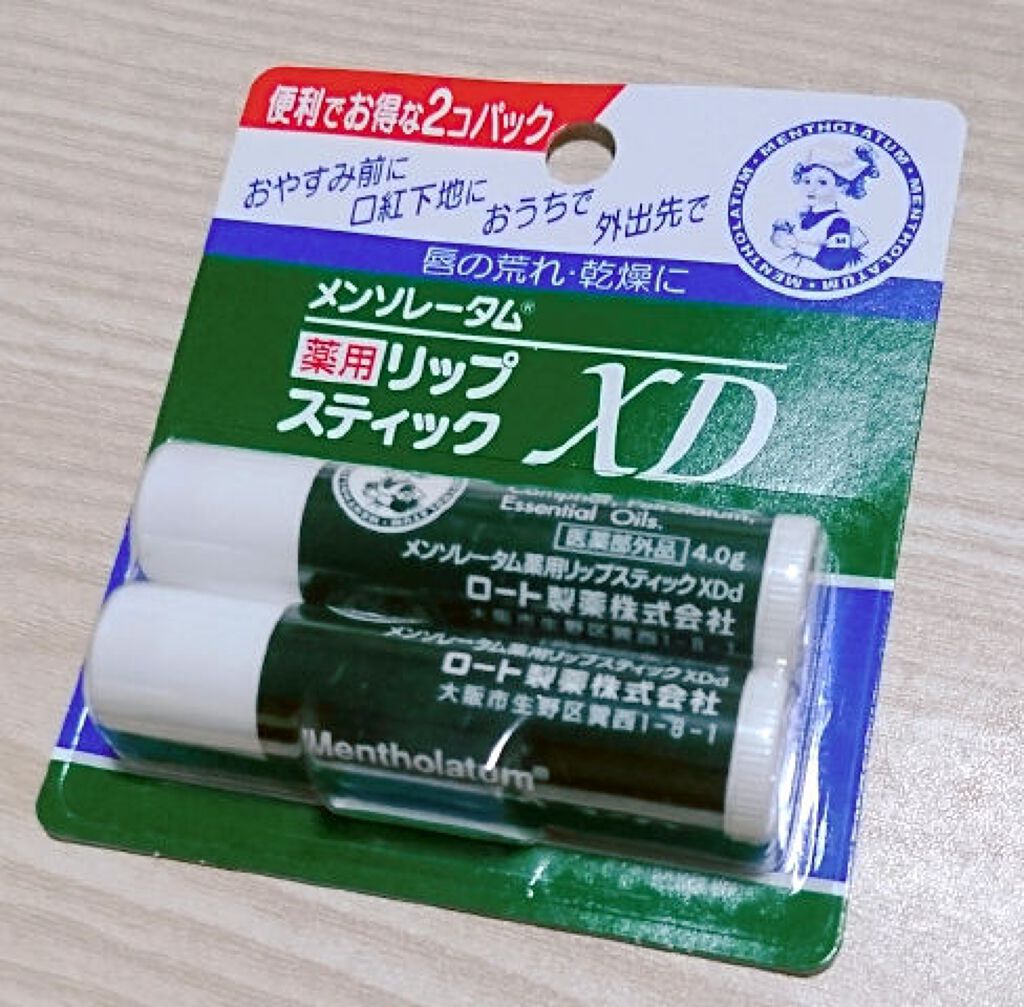 便利でお得な2コパック
おやすみ前に
口紅下地に
おうちで
外出先で
MENTHOLATUM・MENTHOLATUM・MENTHOLATUM・
唇の荒れ・乾燥に
メンソレータム®
薬用リップ
スティック
XD
Essential Oils.
医薬部外品 4.0g
メンソレータム薬用リップスティックXDd
ロート製薬株式会社
メンソレータム薬用リップスティックXDd
ロート製薬株式会社
大阪市生野区巽西1-8-1
Mentholatum®